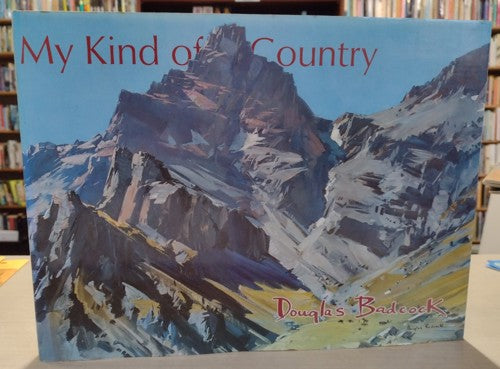 My Kind of Country
Douglas Badcock